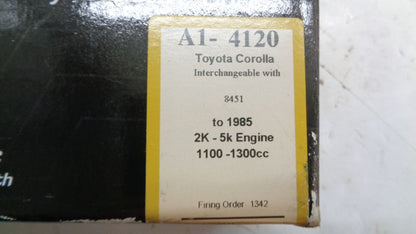 A1- 4120
Toyota Corolla
Interchangeable with
8451
to 1985
2K - 5k Engine
1100 -1300cc
Firing Order 1342